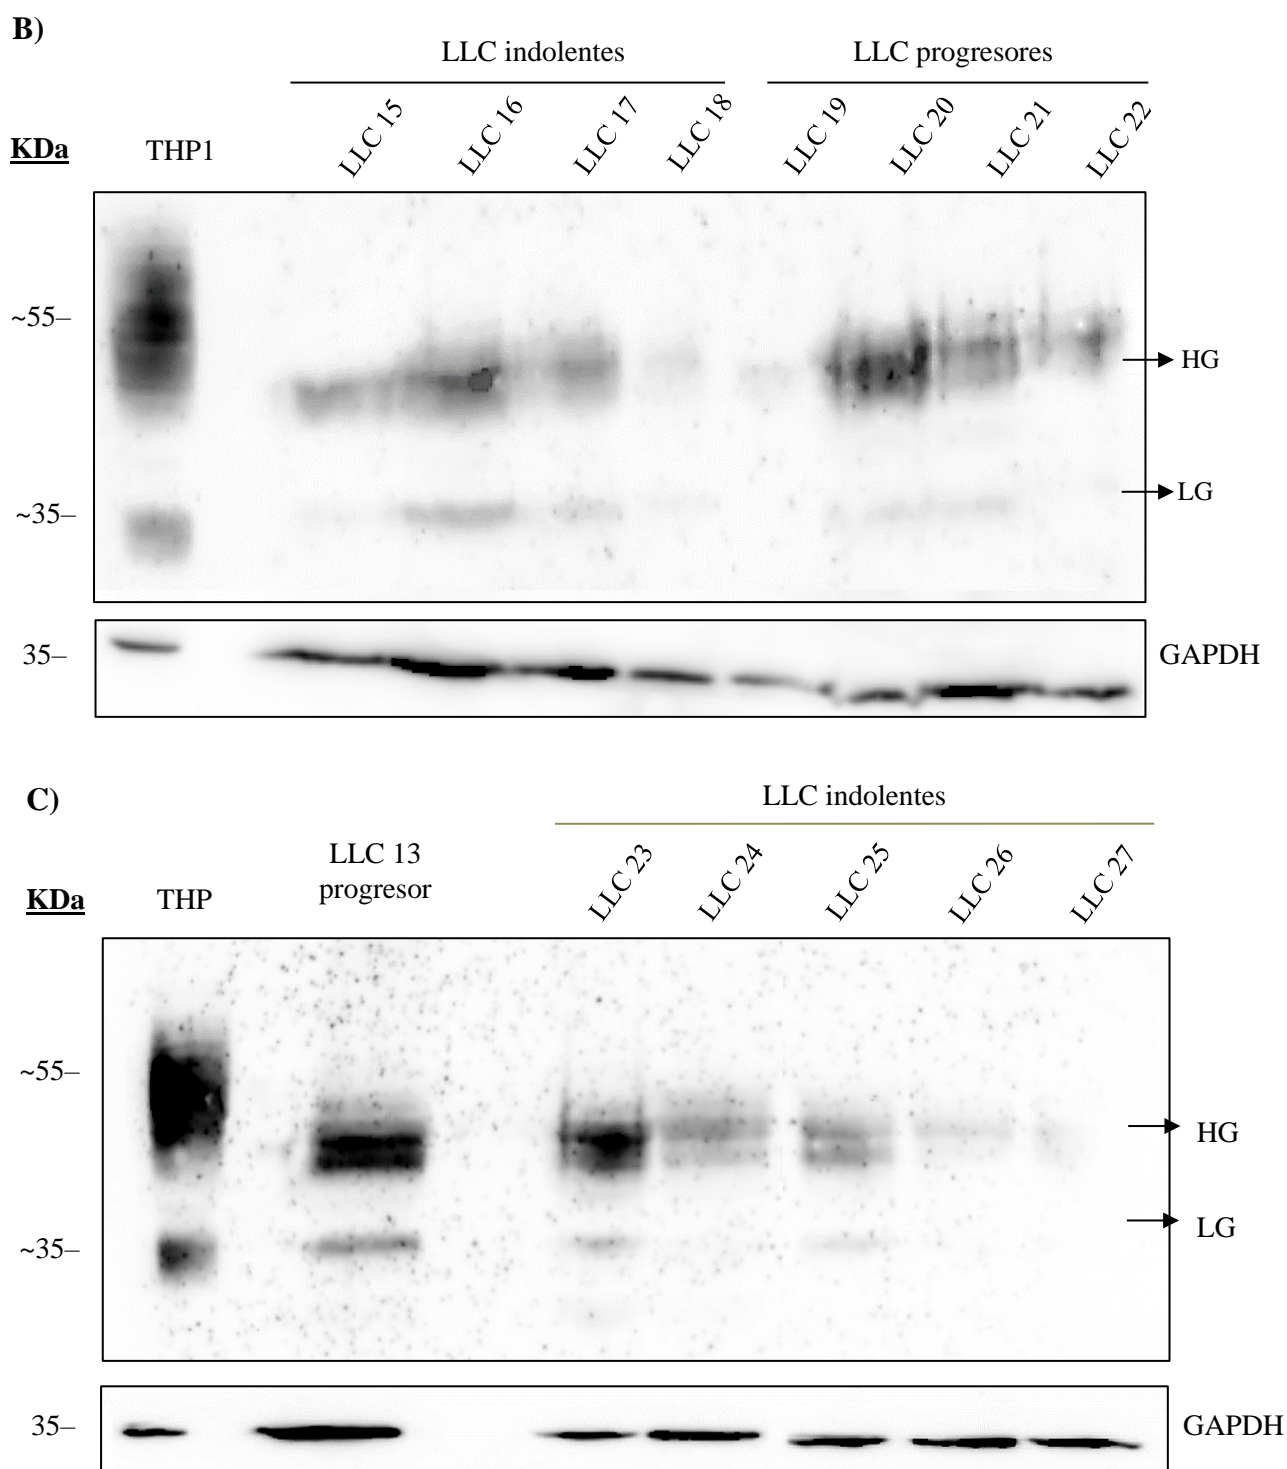 B)
LLC indolentes
LLC progresores
KDa
THP1
LLC 15
LLC 16
LLC 17
LLC 18
LLC 19
LLC 20
LLC 21
LLC 22
~55–
HG
LG
~35–
35–
GAPDH
C)
LLC indolentes
LLC 13
progresor
KDa
THP
LLC 23
LLC 24
LLC 25
LLC 26
LLC 27
~55–
HG
LG
~35–
35–
GAPDH